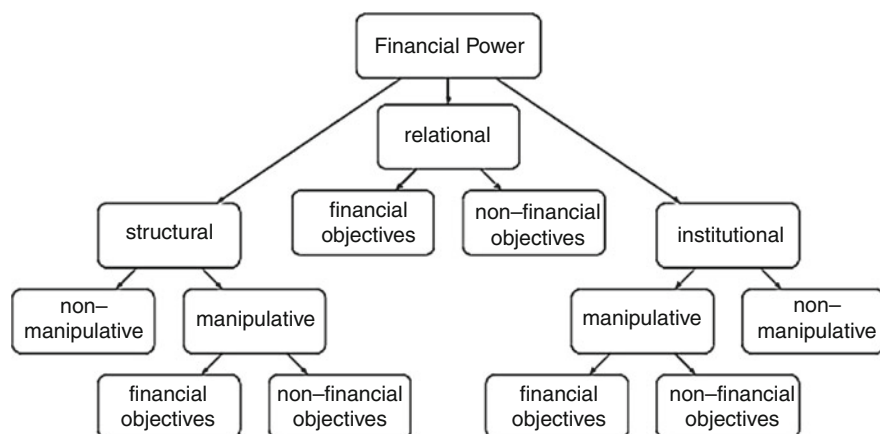 Financial Power
relational
financial
objectives
non–financial
objectives
structural
institutional
non–
manipulative
manipulative
manipulative
non–
manipulative
financial
objectives
non–financial
objectives
financial
objectives
non–financial
objectives